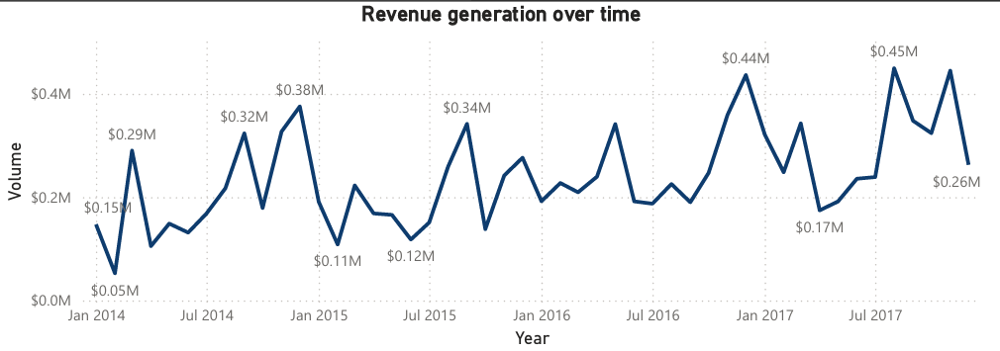 Revenue generation over time
Volume
$0.4M
$0.2M
$0.0M
$0.15M
$0.05M
$0.29M
$0.32M
$0.38M
$0.11M
$0.12M
$0.34M
$0.44M
$0.17M
$0.45M
$0.26M
Jan 2014 Jul 2014 Jan 2015 Jul 2015 Jan 2016 Jul 2016 Jan 2017 Jul 2017
Year